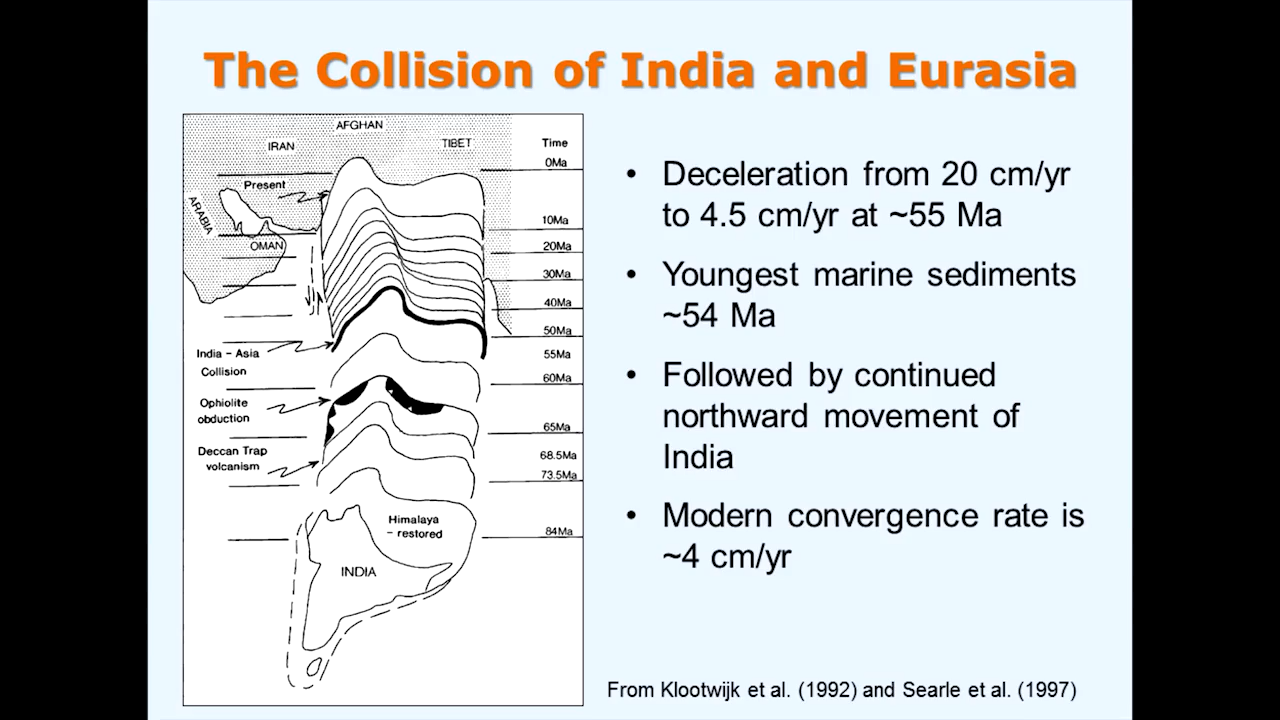 The Collision of India and Eurasia
AFGHAN
IRAN
TIBET
Time
0Ma
Present
ARABIA
10Ma
OMAN
20Ma
30Ma
40Ma
50Ma
India – Asia
Collision
55Ma
60Ma
Ophiolite
obduction
65Ma
Deccan Trap
volcanism
68.5Ma
73.5Ma
Himalaya
– restored
84Ma
INDIA
• Deceleration from 20 cm/yr
to 4.5 cm/yr at ~55 Ma
• Youngest marine sediments
~54 Ma
• Followed by continued
northward movement of
India
• Modern convergence rate is
~4 cm/yr
From Klootwijk et al. (1992) and Searle et al. (1997)